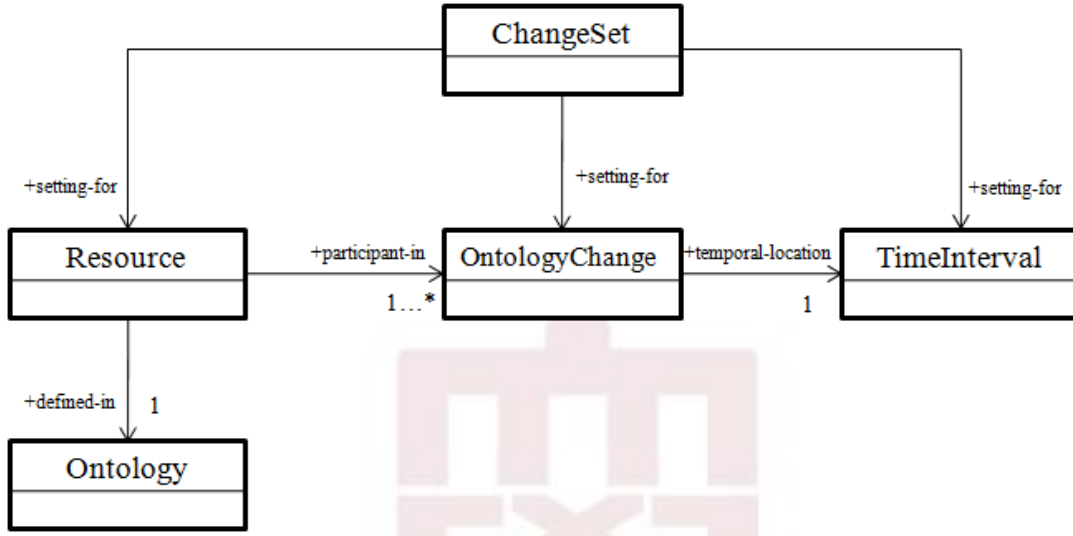 ChangeSet
+setting-for
+setting-for
+setting-for
Resource
+participant-in
1...*
OntologyChange
+temporal-location
1
TimeInterval
+defined-in
1
Ontology